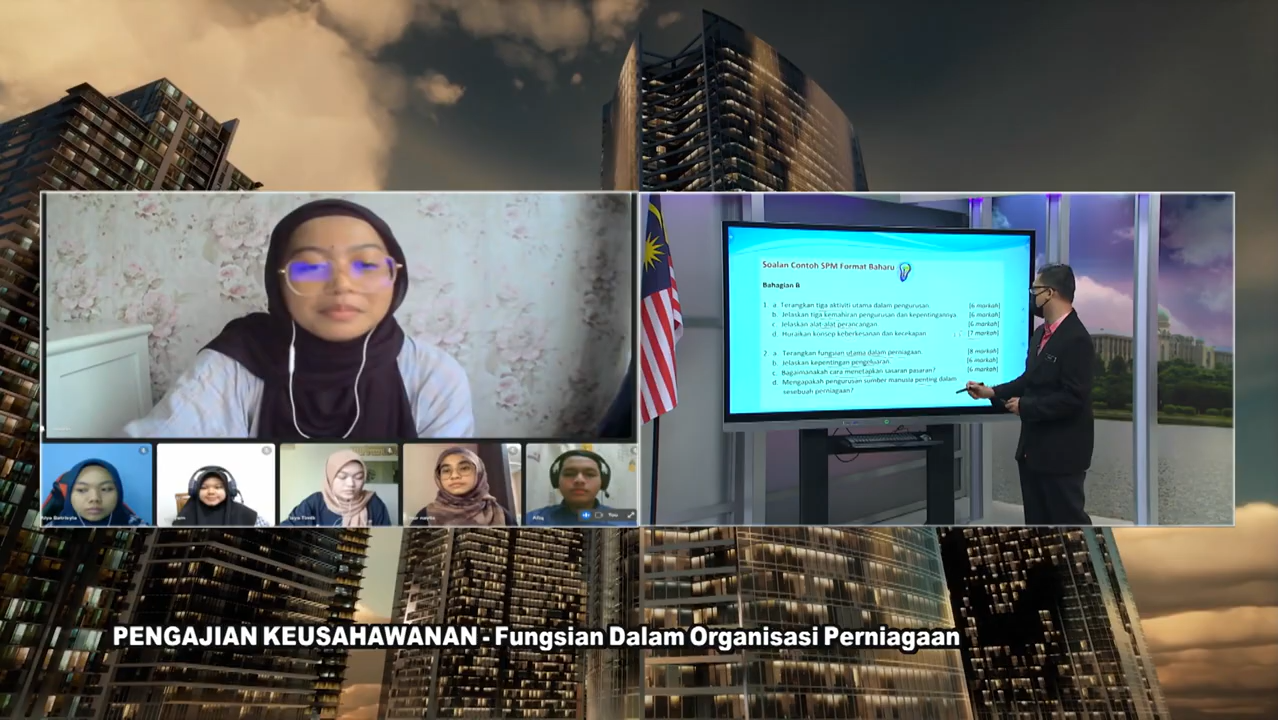 Soalan Contoh SPM Format Baharu
Bahagian B
1 a Terangkan tiga aktiviti utama dalam pengurusan. [6 markah]
b. Jelaskan tiga kemahiran pengurusan dan kepentingannya. [6 markah]
c. Jelaskan alat-alat perancangan. [6 markah]
d. Huraikan konsep keberkesanan dan kecekapan. [7 markah]
2 a Terangkan fungsian utama dalam perniagaan. [8 markah]
b. Jelaskan kepentingan pengeluaran. [6 markah]
c. Bagaimanakah cara menetapkan sasaran pasaran? [6 markah]
d. Mengapakah pengurusan sumber manusia penting dalam
sesebuah perniagaan?
Afiq
You
PENGAJIAN KEUSAHAWANAN - Fungsian Dalam Organisasi Perniagaan